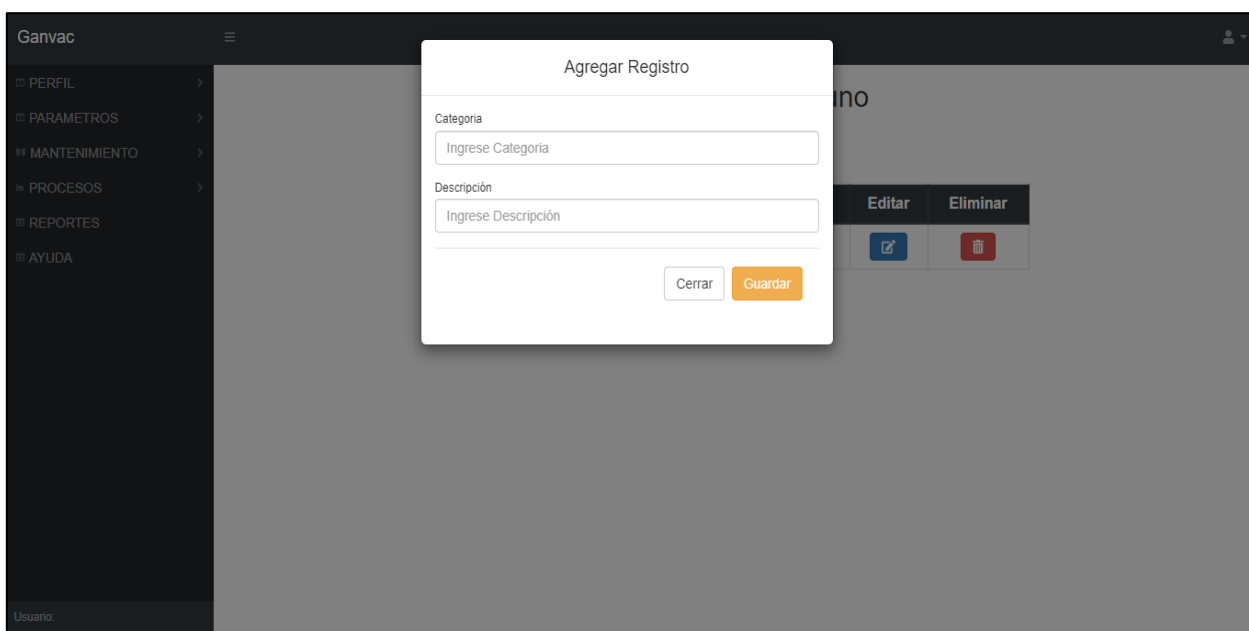 Ganvac
PERFIL
PARAMETROS
MANTENIMIENTO
PROCESOS
REPORTES
AYUDA
Usuario:
Agregar Registro
Categoria
Ingrese Categoria
Descripción
Ingrese Descripción
Cerrar Guardar
Editar Eliminar